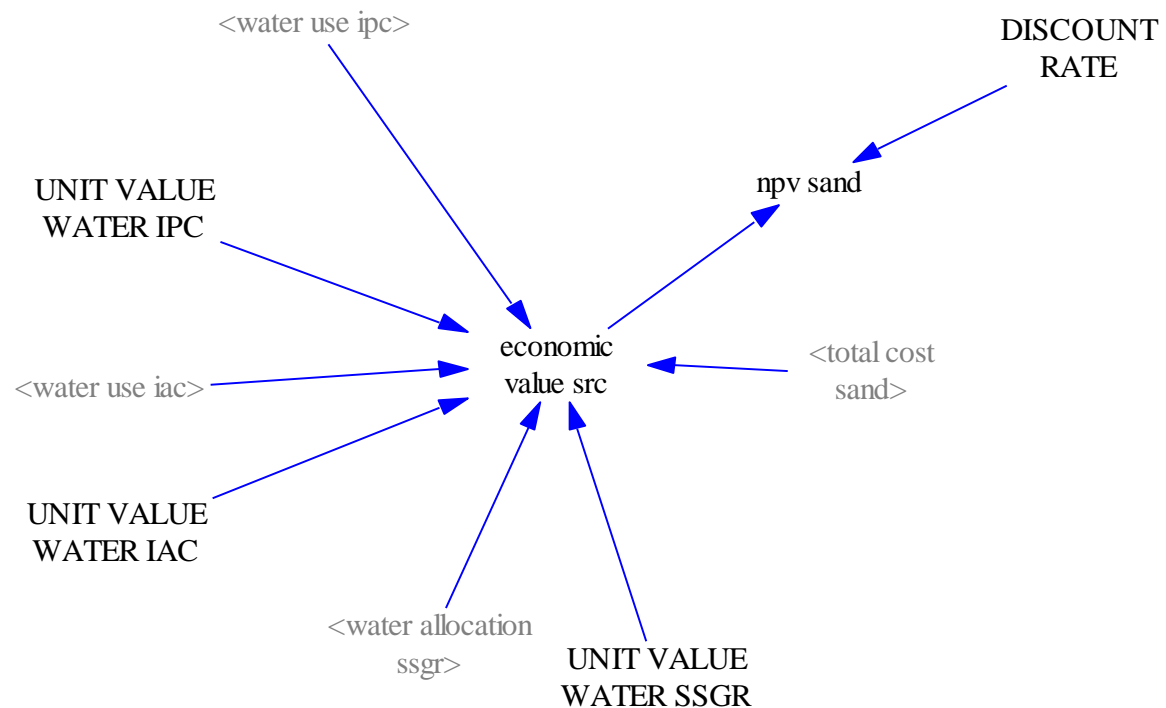 <water use ipc>
DISCOUNT
RATE
npv sand
UNIT VALUE
WATER IPC
economic
value src
<total cost
sand>
<water use iac>
UNIT VALUE
WATER IAC
<water allocation
ssgr>
UNIT VALUE
WATER SSGR